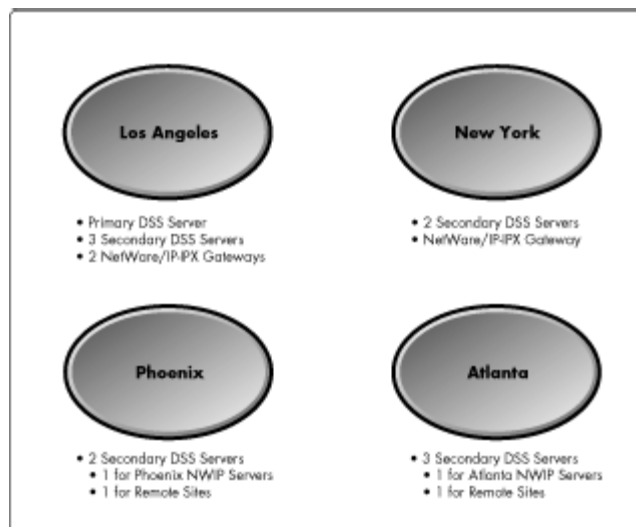 Los Angeles
• Primary DSS Server
• 3 Secondary DSS Servers
• 2 NetWare/IP-IPX Gateways
New York
• 2 Secondary DSS Servers
• NetWare/IP-IPX Gateway
Phoenix
• 2 Secondary DSS Servers
• 1 for Phoenix NWIP Servers
• 1 for Remote Sites
Atlanta
• 3 Secondary DSS Servers
• 1 for Atlanta NWIP Servers
• 1 for Remote Sites